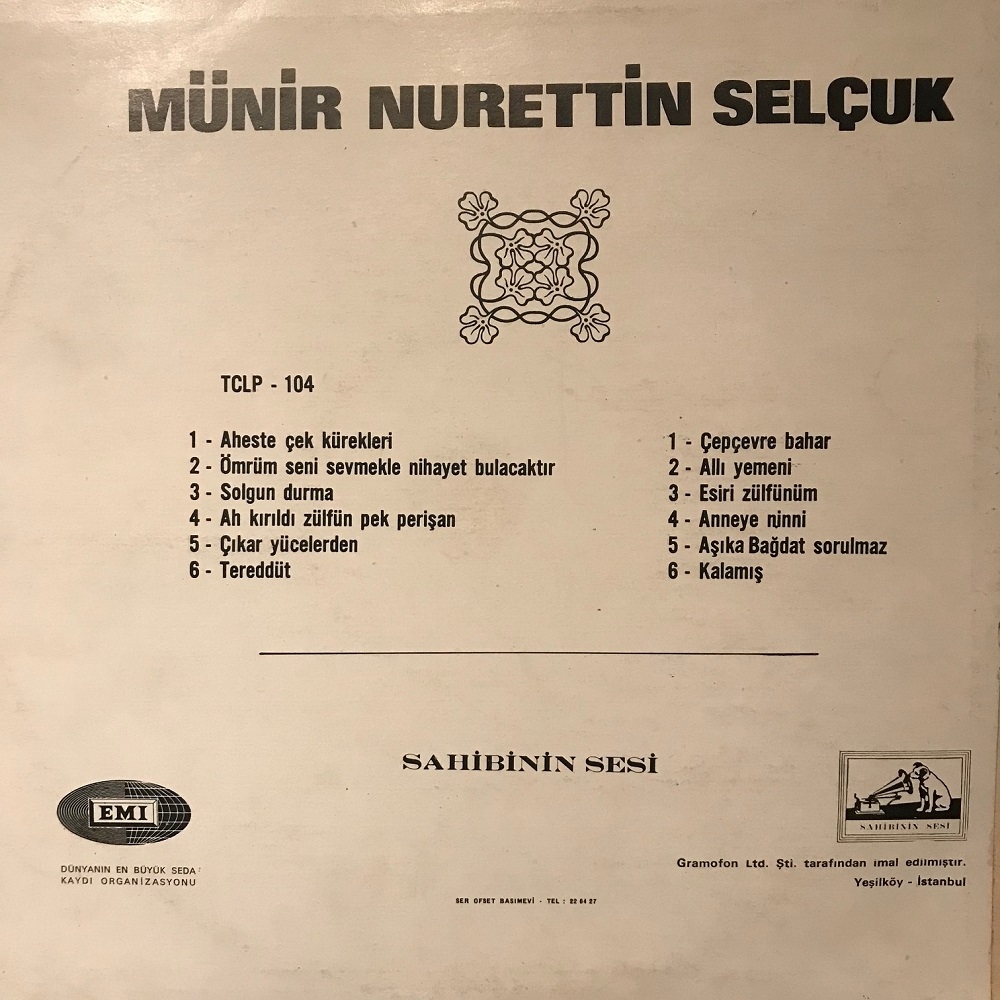 MÜNİR NURETTİN SELÇUK
TCLP - 104
1 - Aheste çek kürekleri
2 - Ömrüm seni sevmekle nihayet bulacaktır
3 - Solgun durma
4 - Ah kırıldı zülfün pek perişan
5 - Çıkar yücelerden
6 - Tereddüt
1 - Çepçevre bahar
2 - Allı yemeni
3 - Esiri zülfünüm
4 - Anneye ninni
5 - Aşıka Bağdat sorulmaz
6 - Kalamış
SAHİBİNİN SESİ
EMI
DÜNYANIN EN BÜYÜK SEDA
KAYDI ORGANİZASYONU
SAHİBİNİN SESİ
Gramofon Ltd. Şti. tarafından imal edilmiştir.
Yeşilköy - İstanbul
SER OFSET BASIMEVİ - TEL : 22 64 27